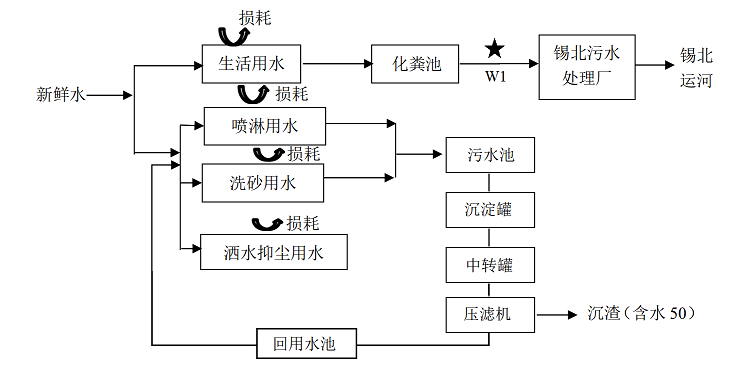 损耗
生活用水
化粪池
W1
锡北污水
处理厂
锡北
运河
新鲜水
损耗
喷淋用水
损耗
污水池
洗砂用水
沉淀罐
损耗
洒水抑尘用水
中转罐
压滤机
沉渣（含水 50）
回用水池